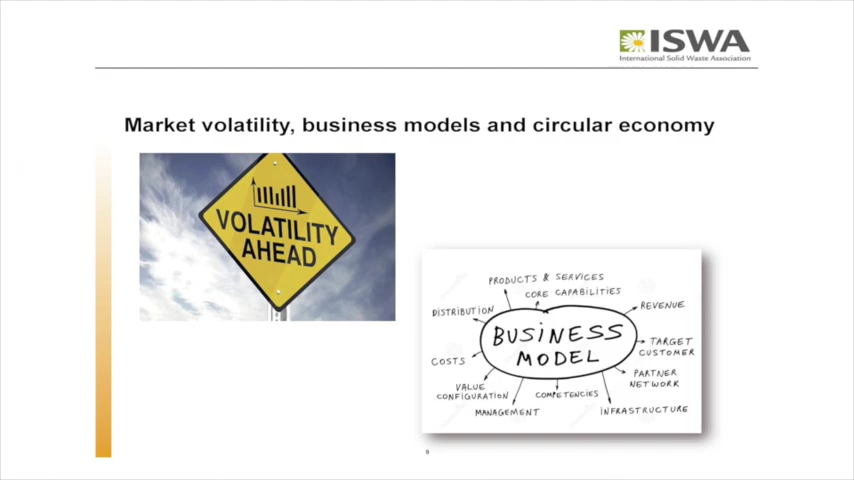 ISWA
International Solid Waste Association
Market volatility, business models and circular economy
VOLATILITY
AHEAD
PRODUCTS & SERVICES
CORE CAPABILITIES
DISTRIBUTION
REVENUE
BUSINESS
MODEL
TARGET
CUSTOMER
COSTS
PARTNER
NETWORK
VALUE
CONFIGURATION
COMPETENCIES
MANAGEMENT
INFRASTRUCTURE
9